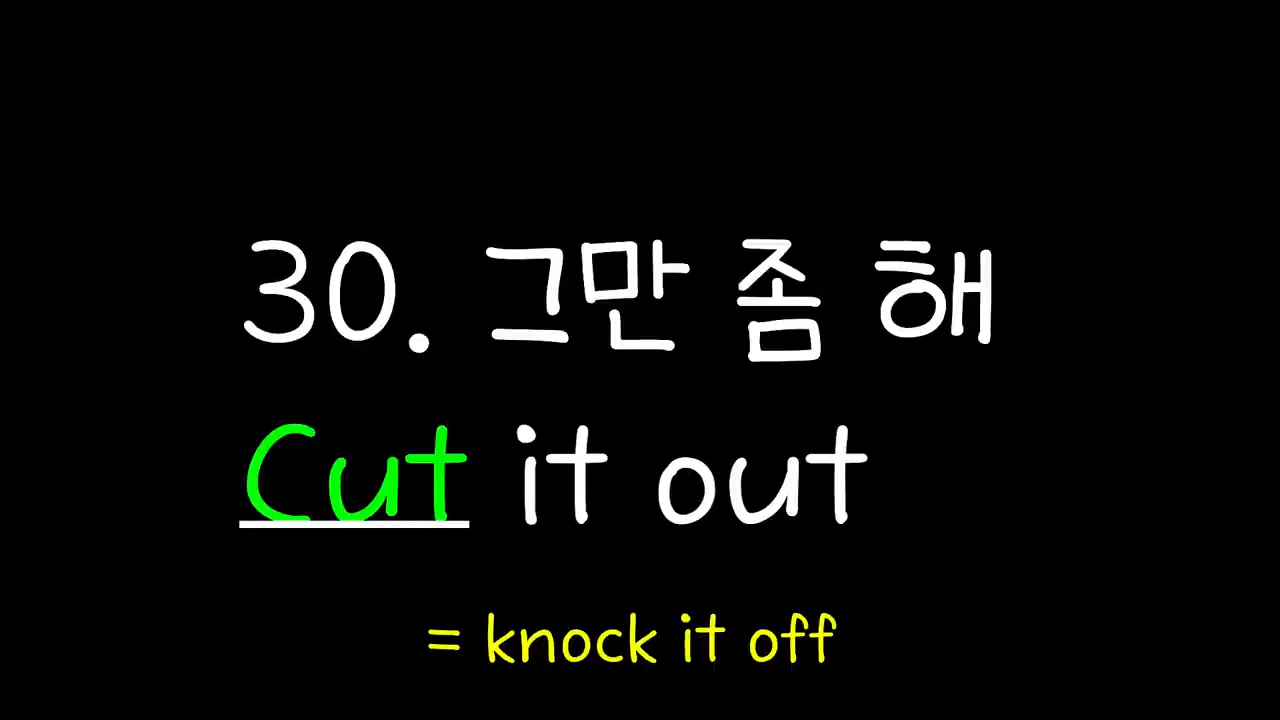 30. 그만 좀 해
Cut it out
= knock it off